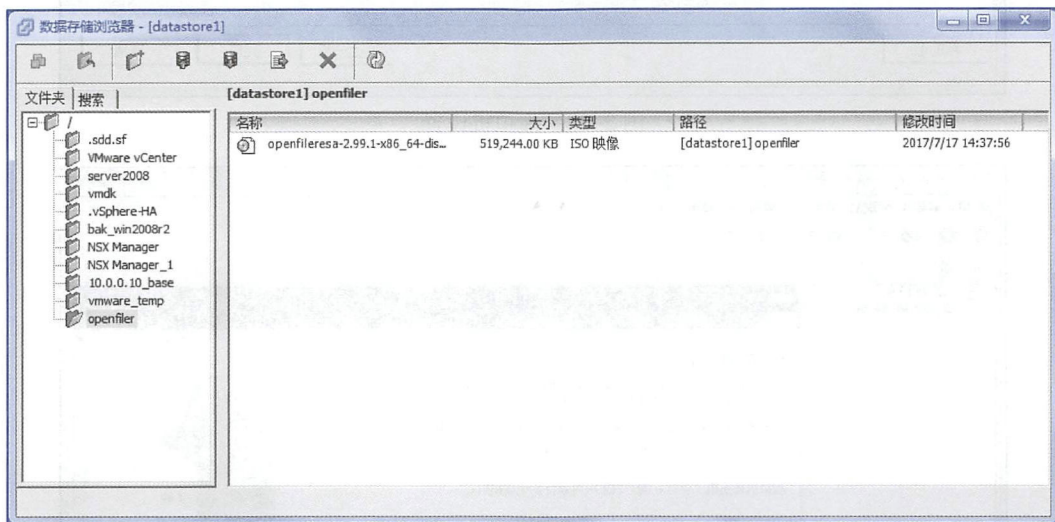 数据存储浏览器 - [datastore1]
文件夹 搜索
[datastore1] openfiler
/
.sdd.sf
VMware vCenter
server2008
vmdk
.vSphere-HA
bak_win2008r2
NSX Manager
NSX Manager_1
10.0.0.10_base
vmware_temp
openfiler
名称 大小 类型 路径 修改时间
openfileresa-2.99.1-x86_64-dis... 519,244.00 KB ISO 映像 [datastore1] openfiler 2017/7/17 14:37:56